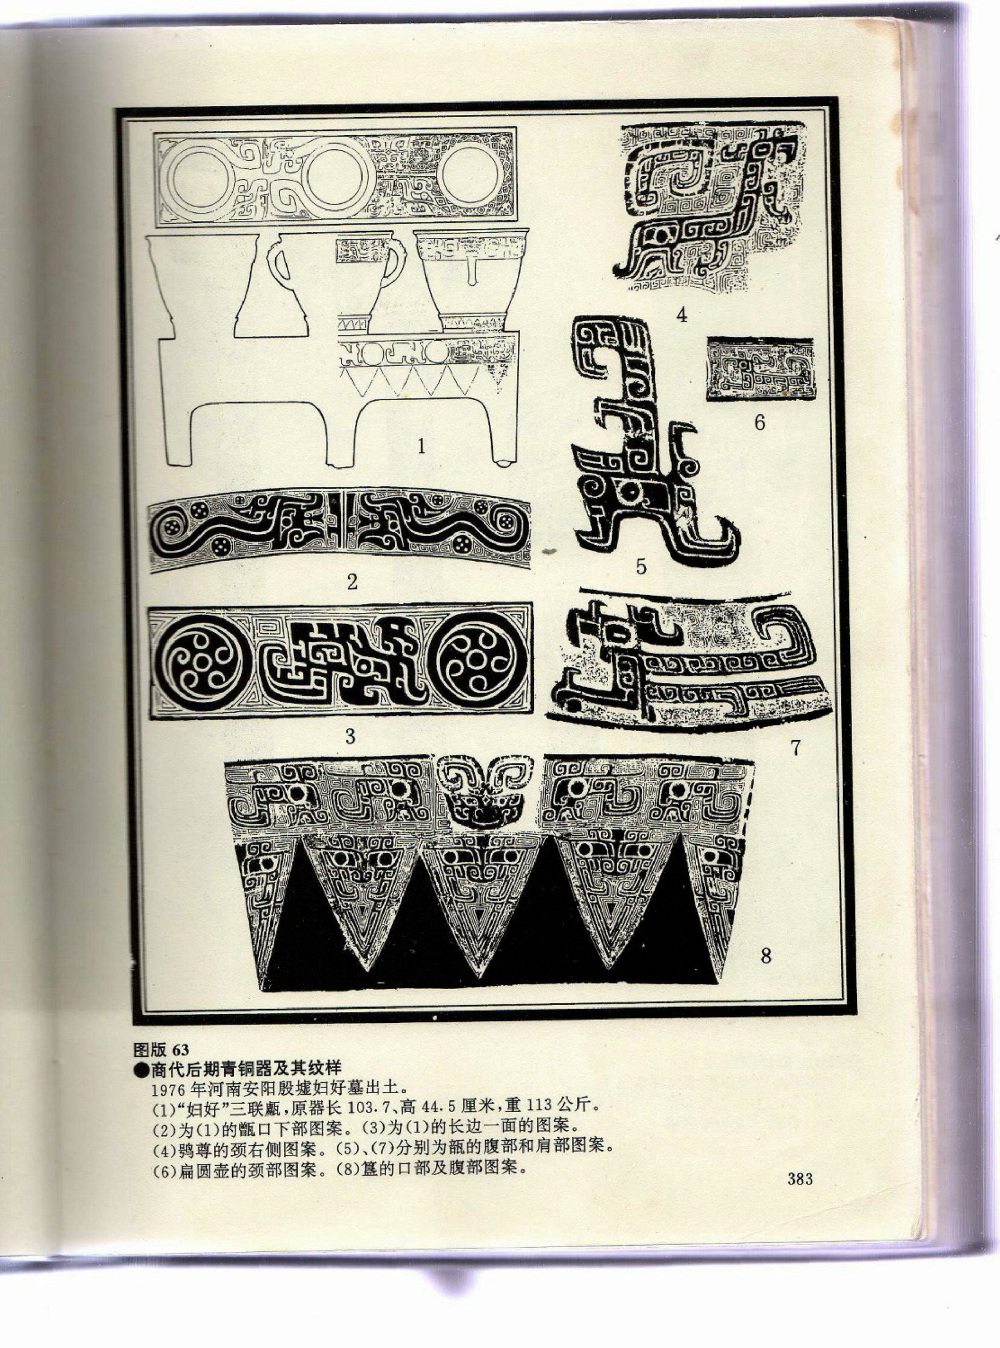 1
2
3
4
5
6
7
8
图版 63
●商代后期青铜器及其纹样
1976 年河南安阳殷墟妇好墓出土。
(1)“妇好”三联甗,原器长 103.7、高 44.5 厘米,重 113 公斤。
(2)为(1)的甑口下部图案。(3)为(1)的长边一面的图案。
(4)鸮尊的颈右侧图案。(5)、(7)分别为瓿的腹部和肩部图案。
(6)扁圆壶的颈部图案。(8)簋的口部及腹部图案。
383